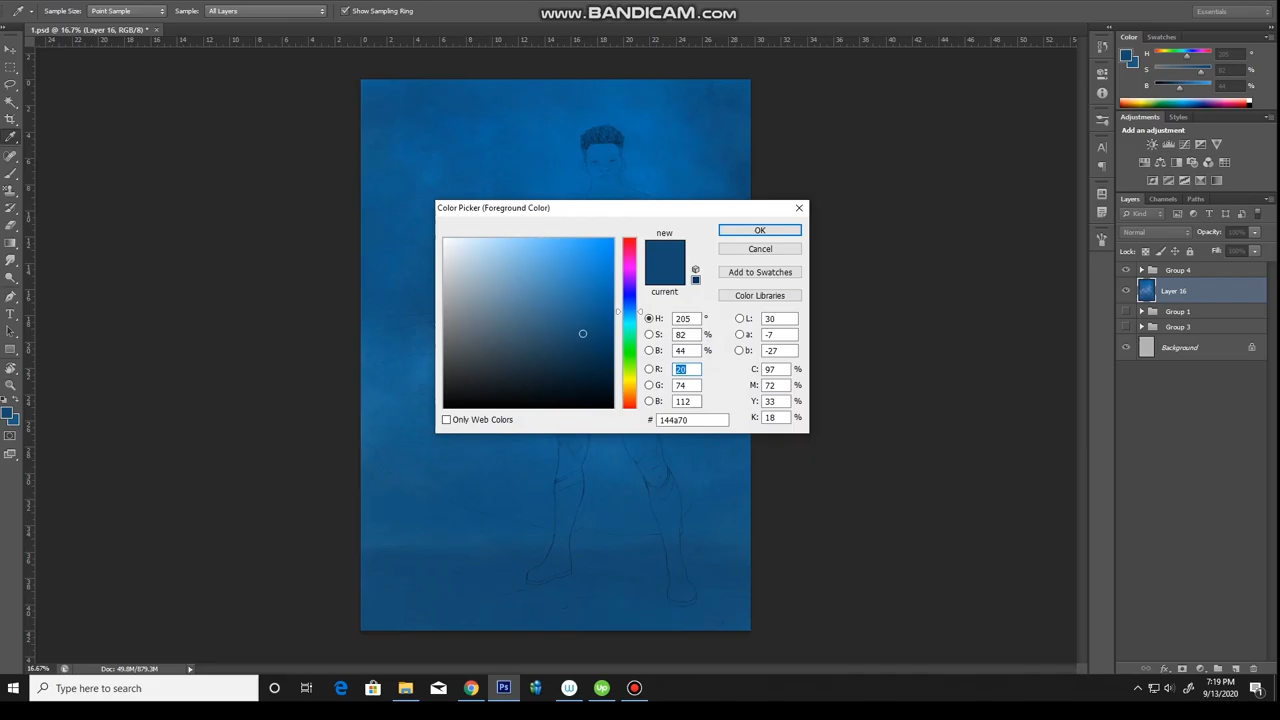 Sample Size: Point Sample Sample: All Layers Show Sampling Ring
www.BANDICAM.com
Essentials
1.psd @ 16.7% (Layer 16, RGB/8) * ×
Color Swatches
H 205 °
S 82 %
B 44 %
Adjustments Styles
Add an adjustment
Layers Channels Paths
Kind
Normal Opacity: 100%
Lock: Fill: 100%
Group 4
Layer 16
Group 1
Group 3
Background
Color Picker (Foreground Color)
new
current
OK
Cancel
Add to Swatches
Color Libraries
H: 205 ° L: 30
S: 82 % a: -7
B: 44 % b: -27
R: 20 C: 97 %
G: 74 M: 72 %
B: 112 Y: 33 %
# 144a70 K: 18 %
Only Web Colors
16.67% Doc: 49.8M/879.3M
Type here to search
7:19 PM
9/13/2020